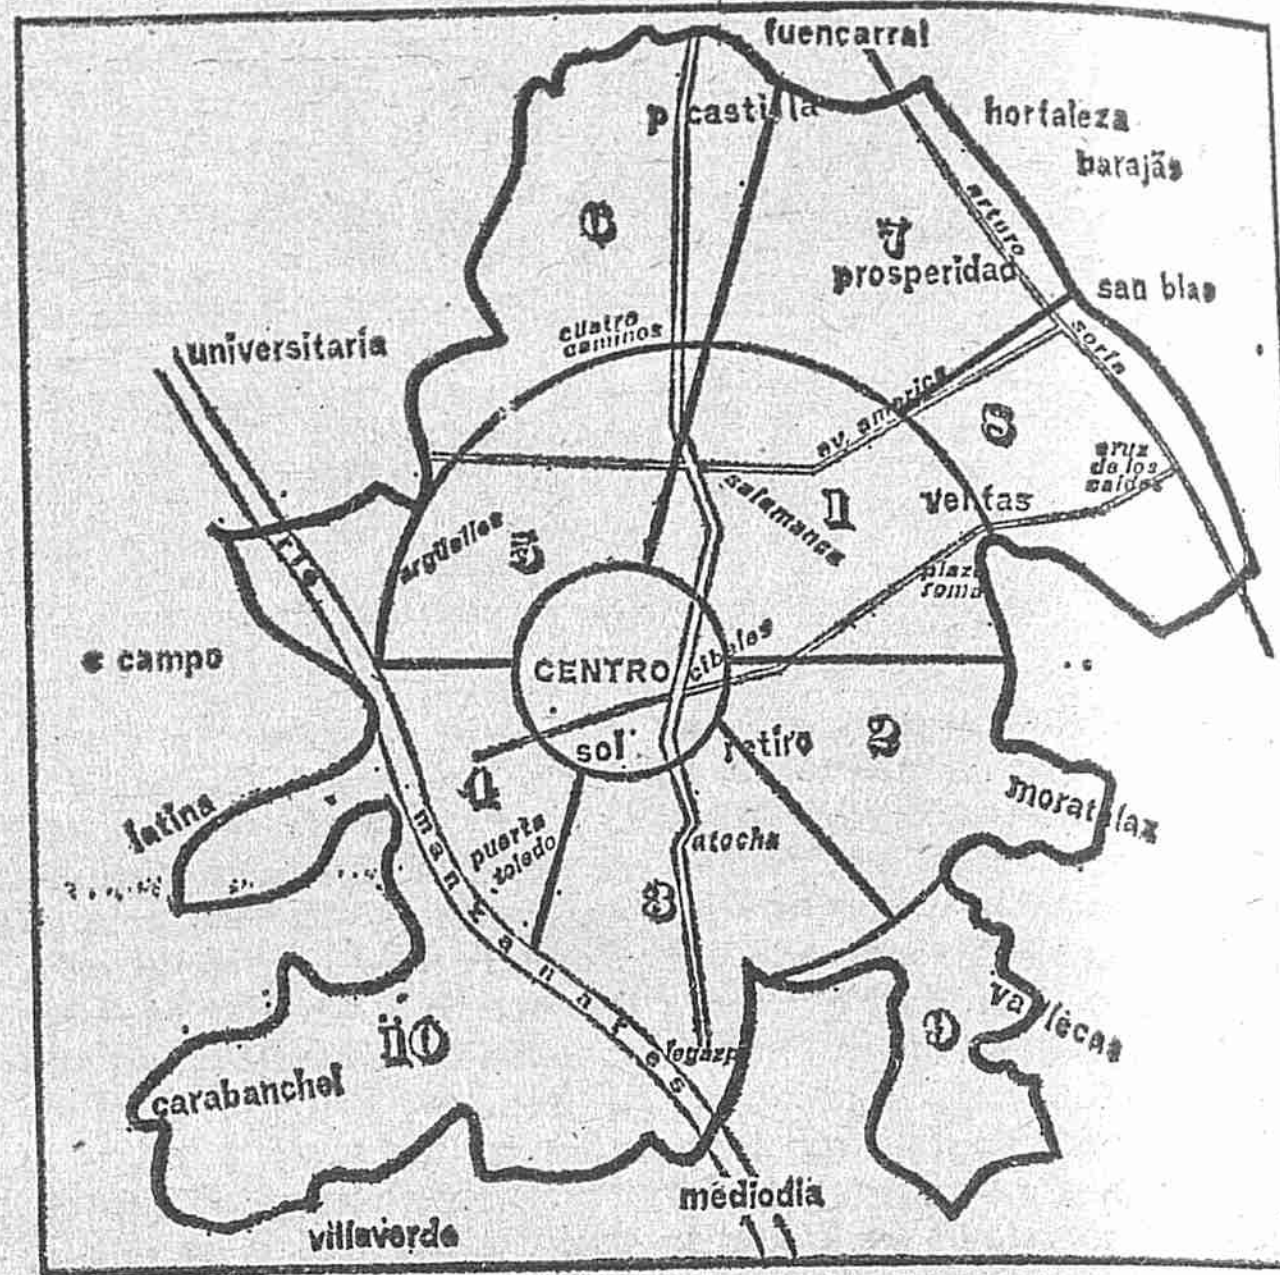 fuencarral
p castilla
hortaleza
barajas
6
7
arturo
prosperidad
san blas
cuatro
caminos
universitaria
soria
av. america
cruz
de los
caidos
salamanca
1
ventas
argüelles
5
rio
plaza
roma
e campo
CENTRO
cibeles
sol
retiro
2
4
latina
moratalaz
puerta
toledo
atocha
manzanares
3
vallecas
9
10
legazpi
carabanchel
mediodia
villaverde